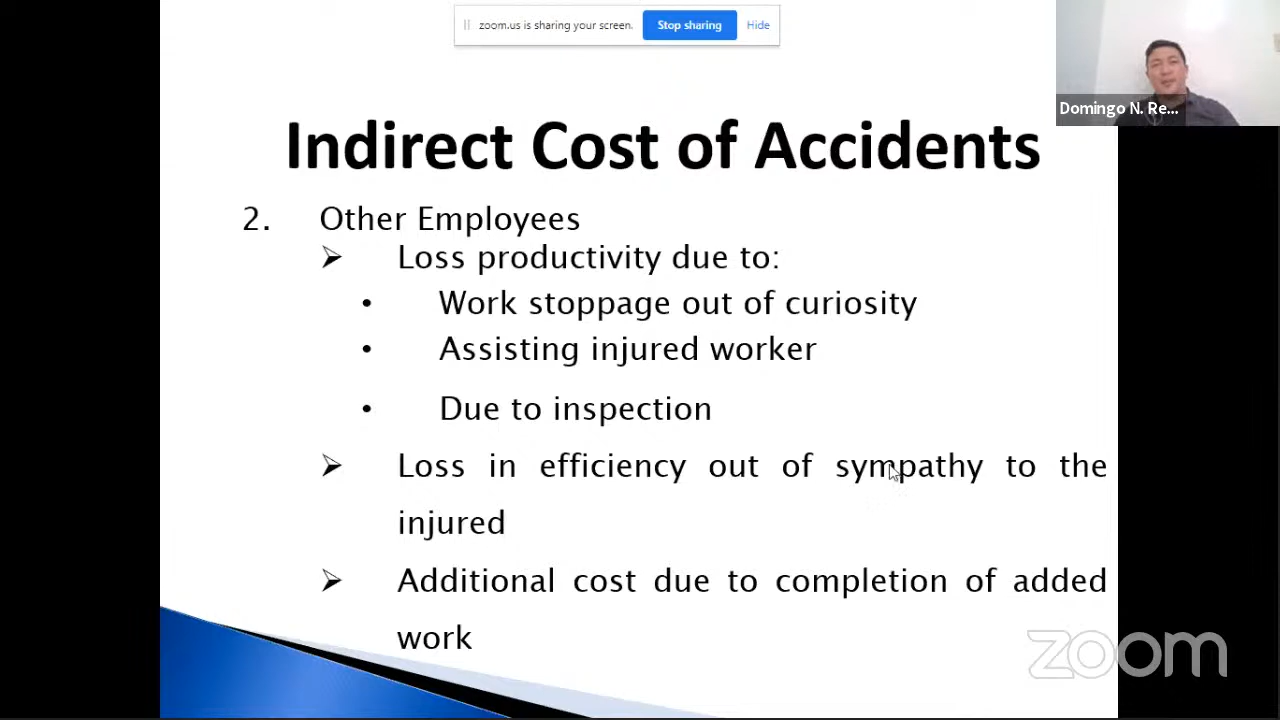 zoom.us is sharing your screen. Stop sharing Hide
Domingo N. Re...
Indirect Cost of Accidents
2. Other Employees
➢ Loss productivity due to:
• Work stoppage out of curiosity
• Assisting injured worker
• Due to inspection
➢ Loss in efficiency out of sympathy to the
injured
➢ Additional cost due to completion of added
work
zoom